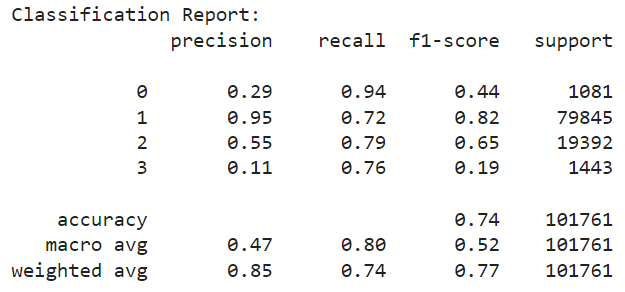 Classification Report:
precision recall f1-score support
0 0.29 0.94 0.44 1081
1 0.95 0.72 0.82 79845
2 0.55 0.79 0.65 19392
3 0.11 0.76 0.19 1443
accuracy 0.74 101761
macro avg 0.47 0.80 0.52 101761
weighted avg 0.85 0.74 0.77 101761